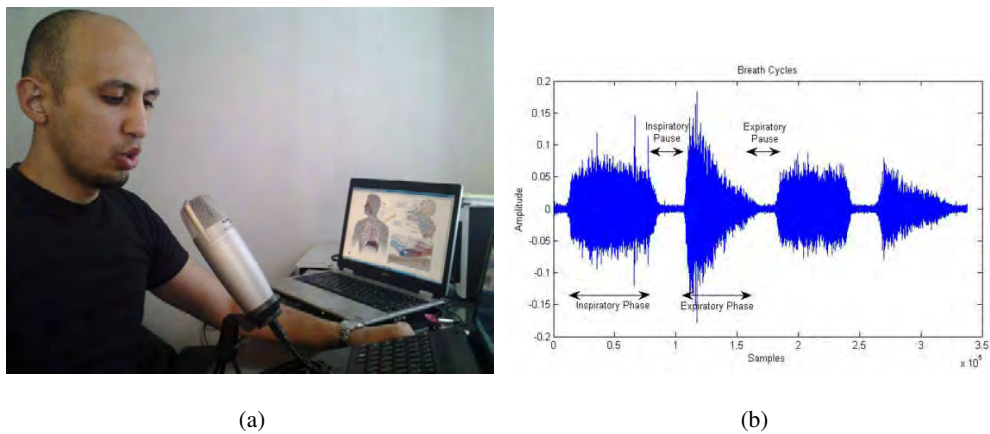 Breath Cycles
0.2
0.15
0.1
0.05
0
-0.05
-0.1
-0.15
-0.2
Amplitude
Inspiratory
Pause
Expiratory
Pause
Inspiratory Phase
Expiratory Phase
0
0.5
1
1.5
2
2.5
3
3.5
Samples
(a)
(b)